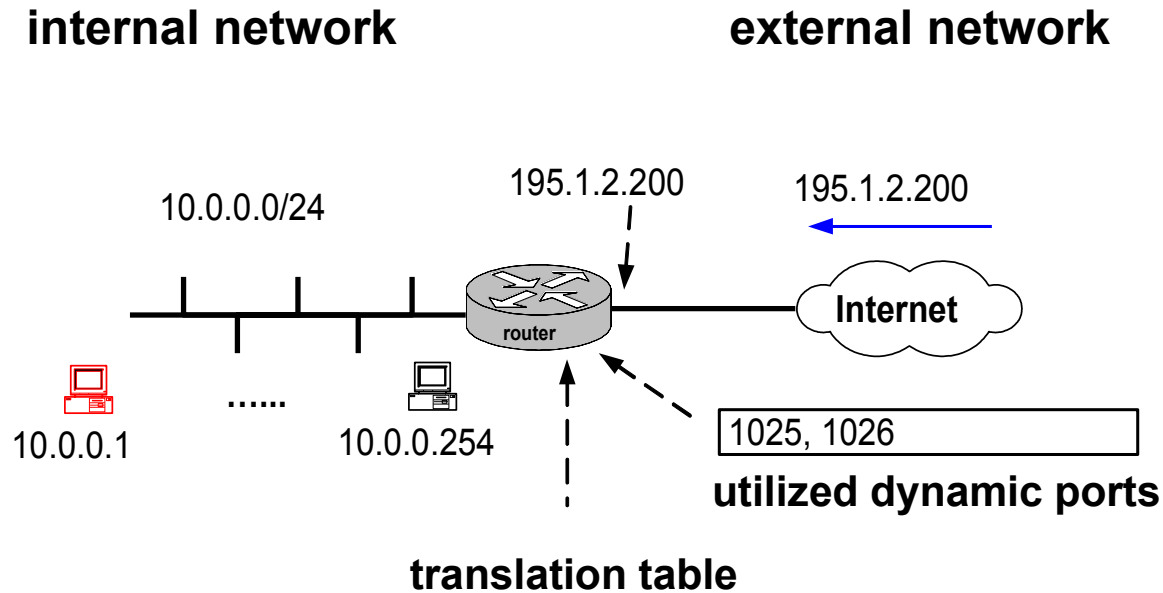 internal network
external network
195.1.2.200
195.1.2.200
10.0.0.0/24
Internet
router
......
10.0.0.1
10.0.0.254
1025, 1026
utilized dynamic ports
translation table